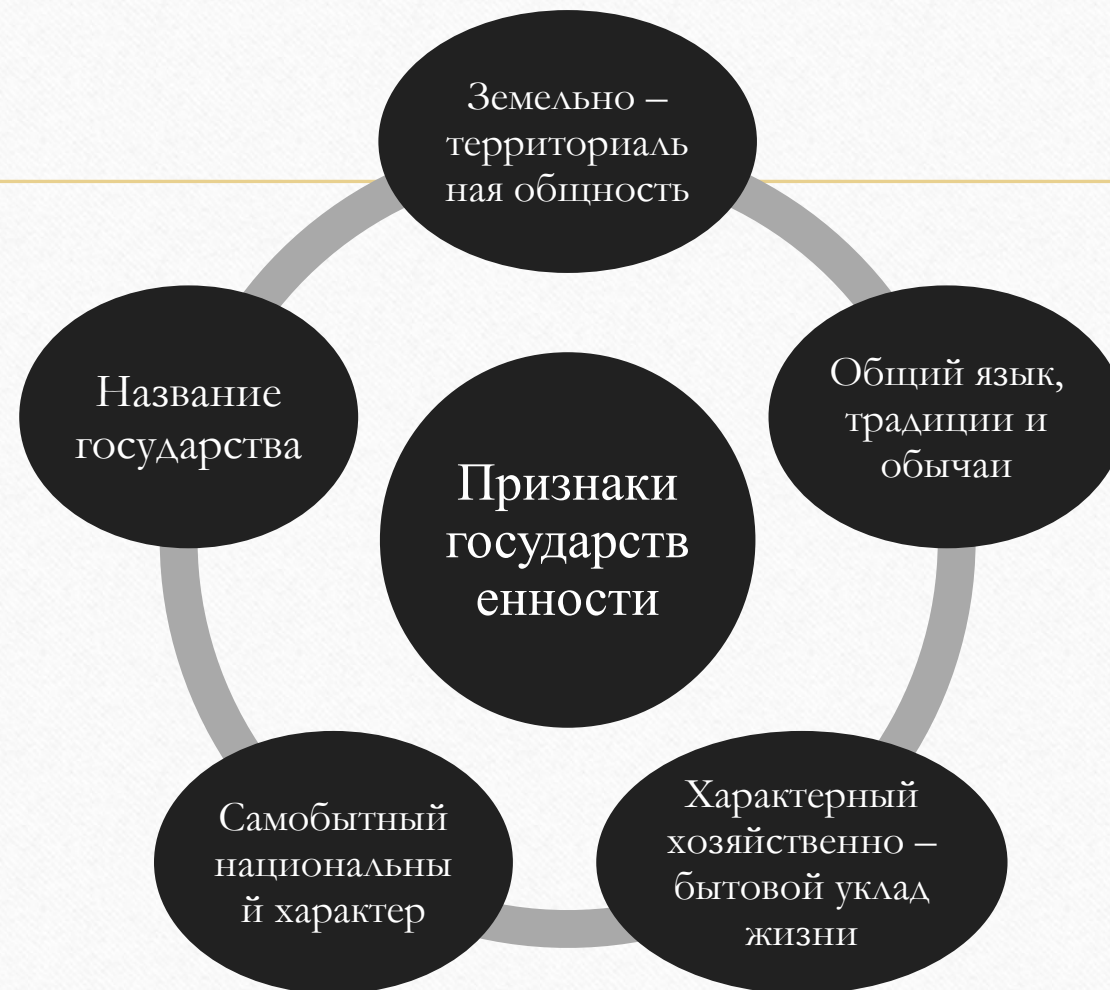 Земельно –
территориаль
ная общность
Общий язык,
традиции и
обычаи
Характерный
хозяйственно –
бытовой уклад
жизни
Самобытный
национальны
й характер
Название
государства
Признаки
государств
енности